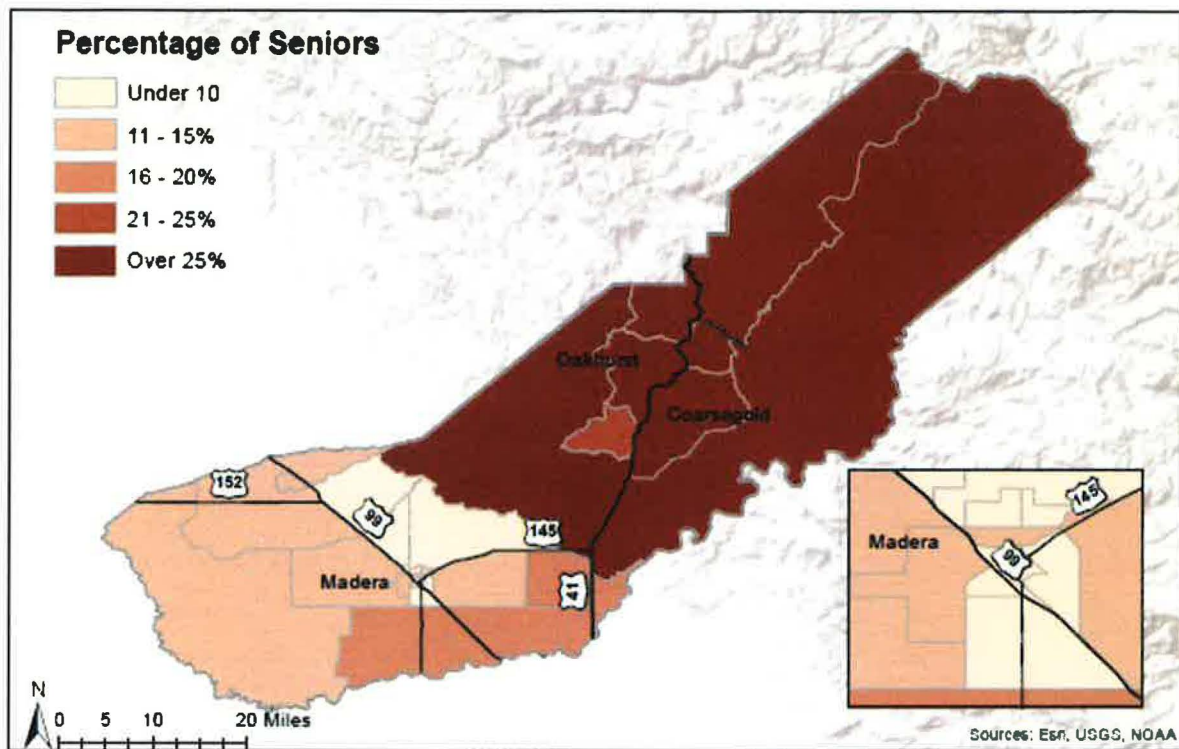 Percentage of Seniors
Under 10
11 - 15%
16 - 20%
21 - 25%
Over 25%
Oakhurst
Coarsegold
152
99
145
Madera
41
145
Madera
99
N
0 5 10 20 Miles
Sources: Esri, USGS, NOAA